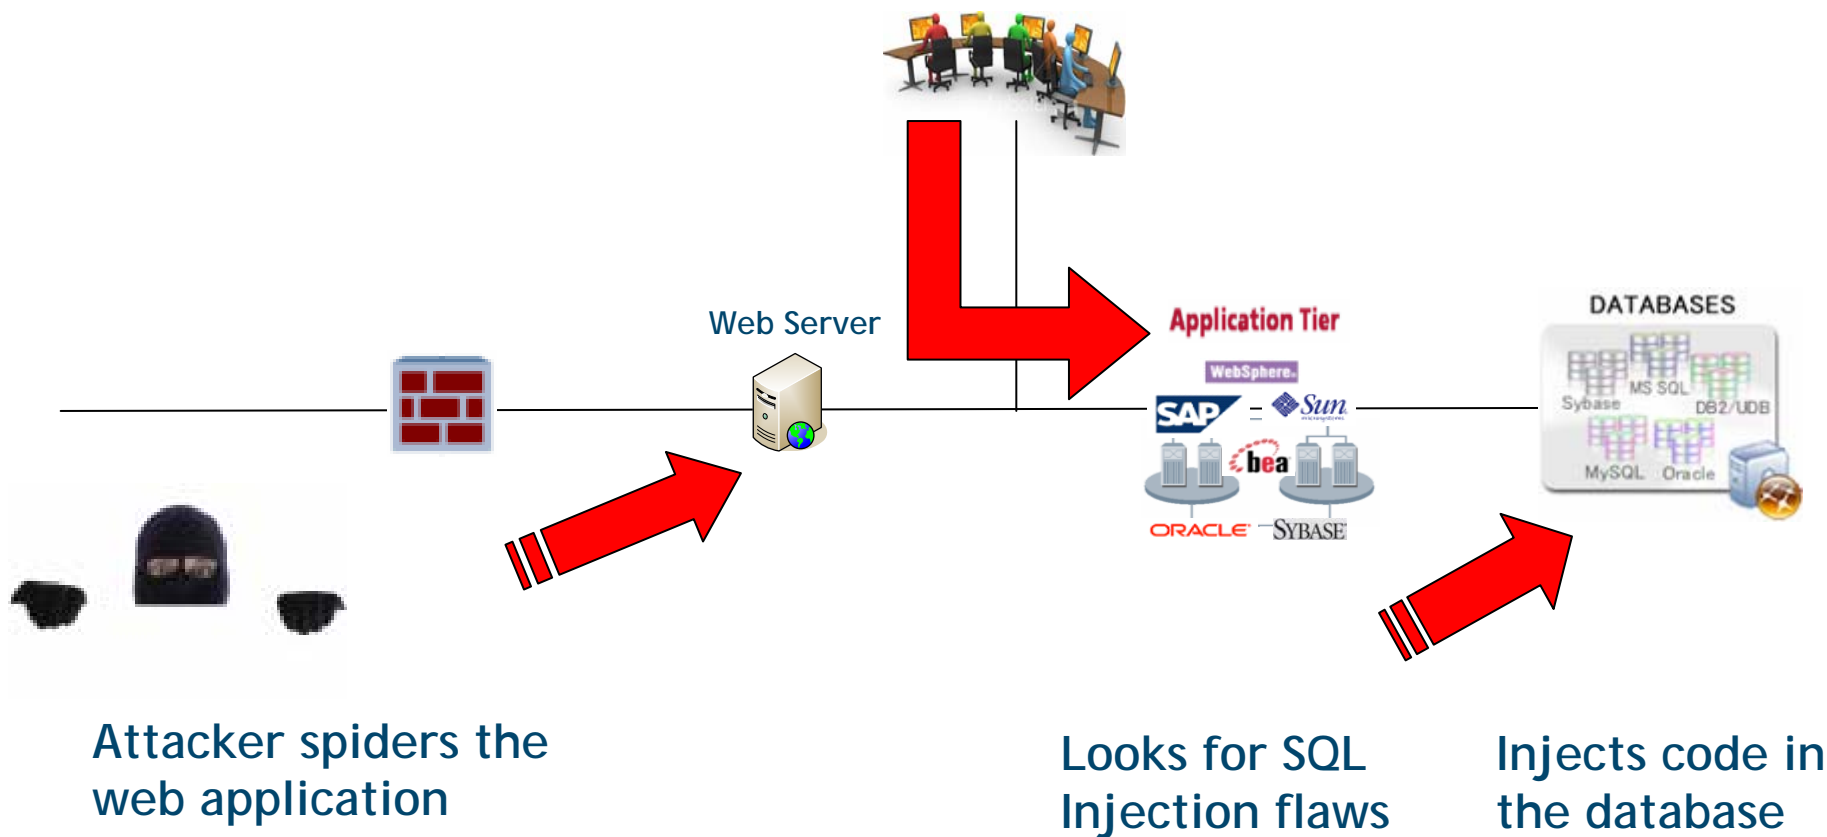 Web Server
Application Tier
WebSphere.
SAP
Sun
microsystems
bea
ORACLE
SYBASE
DATABASES
Sybase
MS SQL
DB2/UDB
MySQL
Oracle
Attacker spiders the
web application
Looks for SQL
Injection flaws
Injects code in
the database